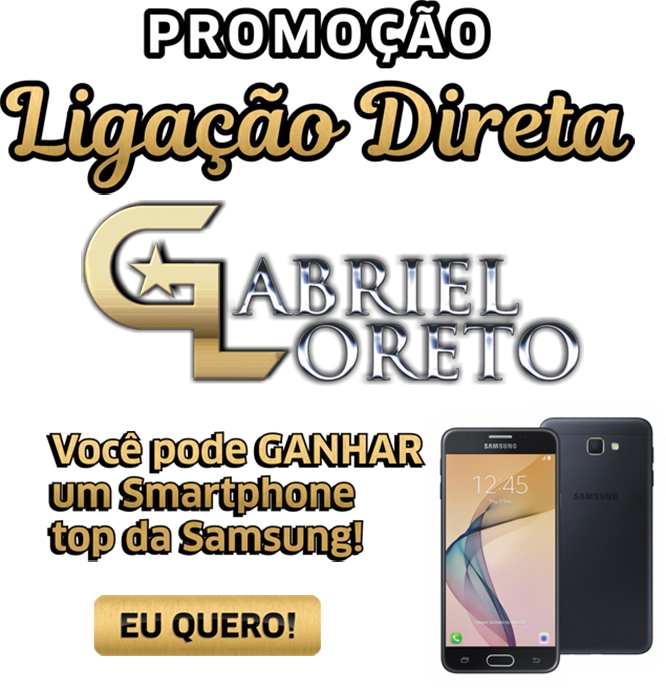 PROMOÇÃO
Ligação Direta
GABRIEL
LORETO
Você pode GANHAR
um Smartphone
top da Samsung!
EU QUERO!
SAMSUNG
12:45
SAMSUNG